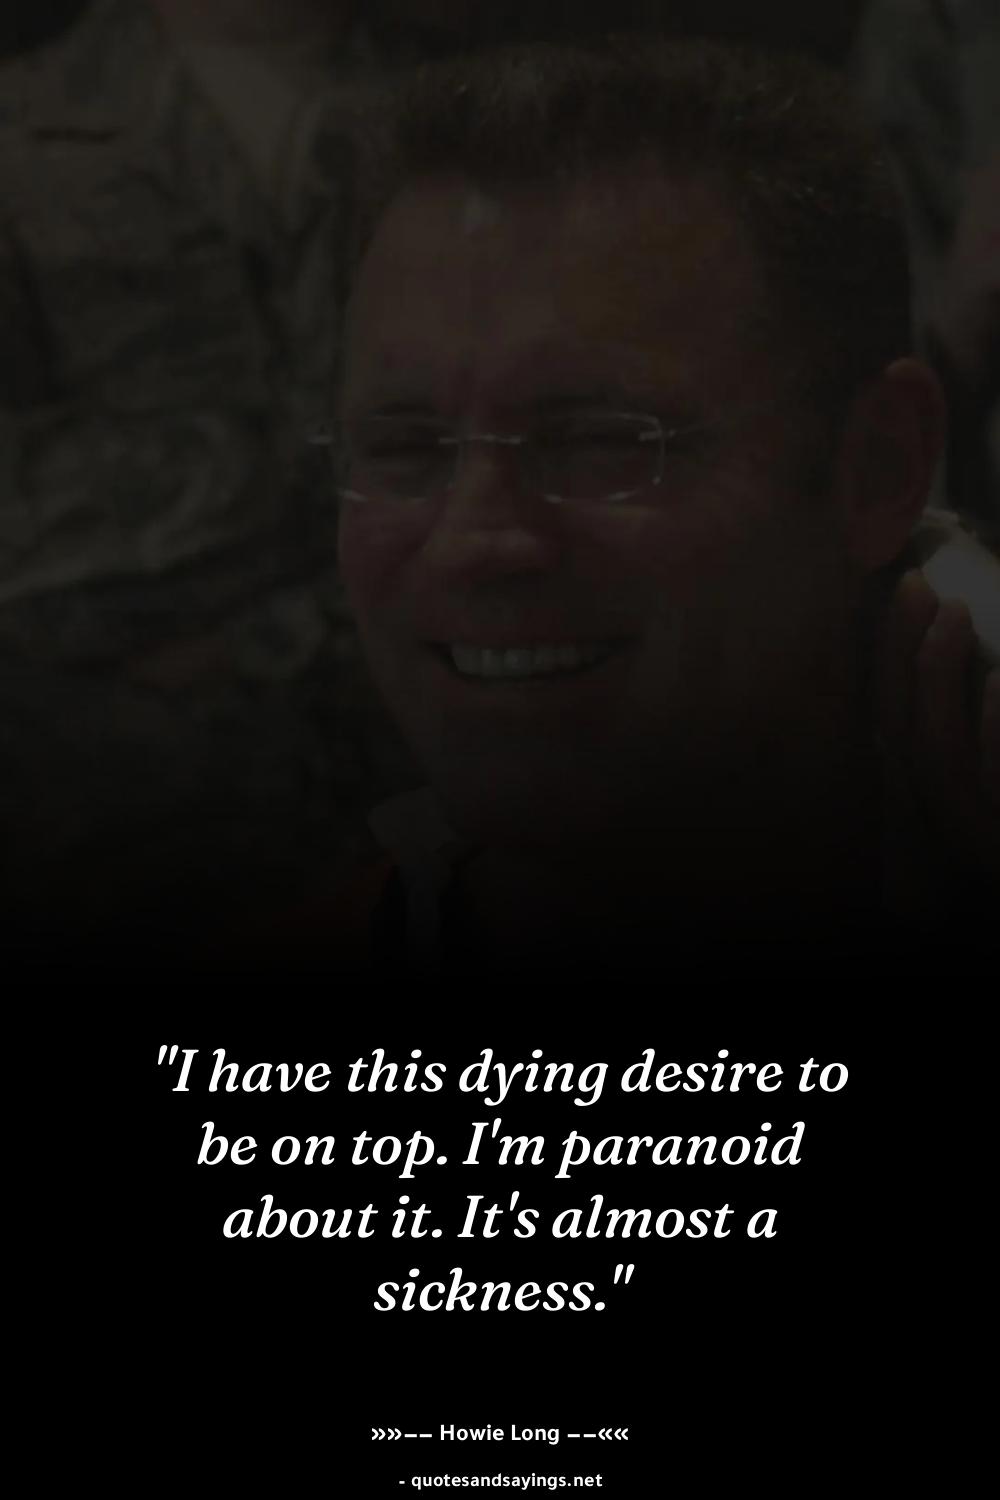 "I have this dying desire to
be on top. I'm paranoid
about it. It's almost a
sickness."
»»–– Howie Long ––««
- quotesandsayings.net